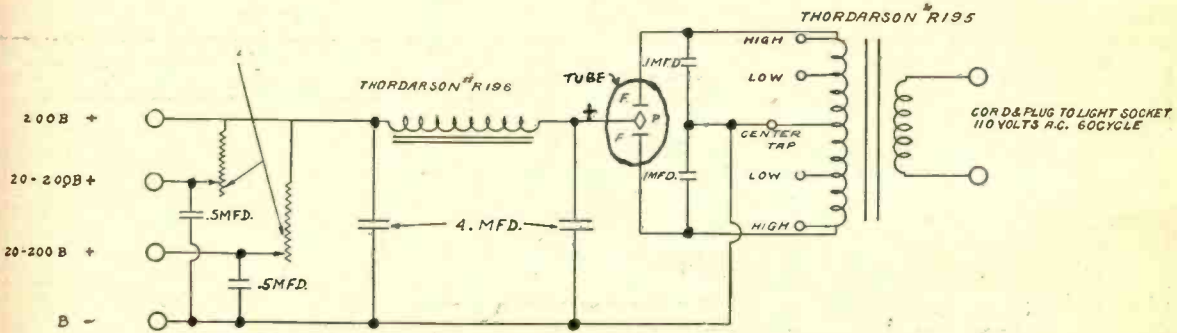 THORDARSON #R195
HIGH
.1MFD
LOW
TUBE
THORDARSON #R196
F.
P
F
+
200B +
CENTER
TAP
CORD & PLUG TO LIGHT SOCKET
110 VOLTS A.C. 60CYCLE
20-200B+
.1MFD.
LOW
.5MFD.
4. MFD.
HIGH
20-200 B +
.5MFD.
B -